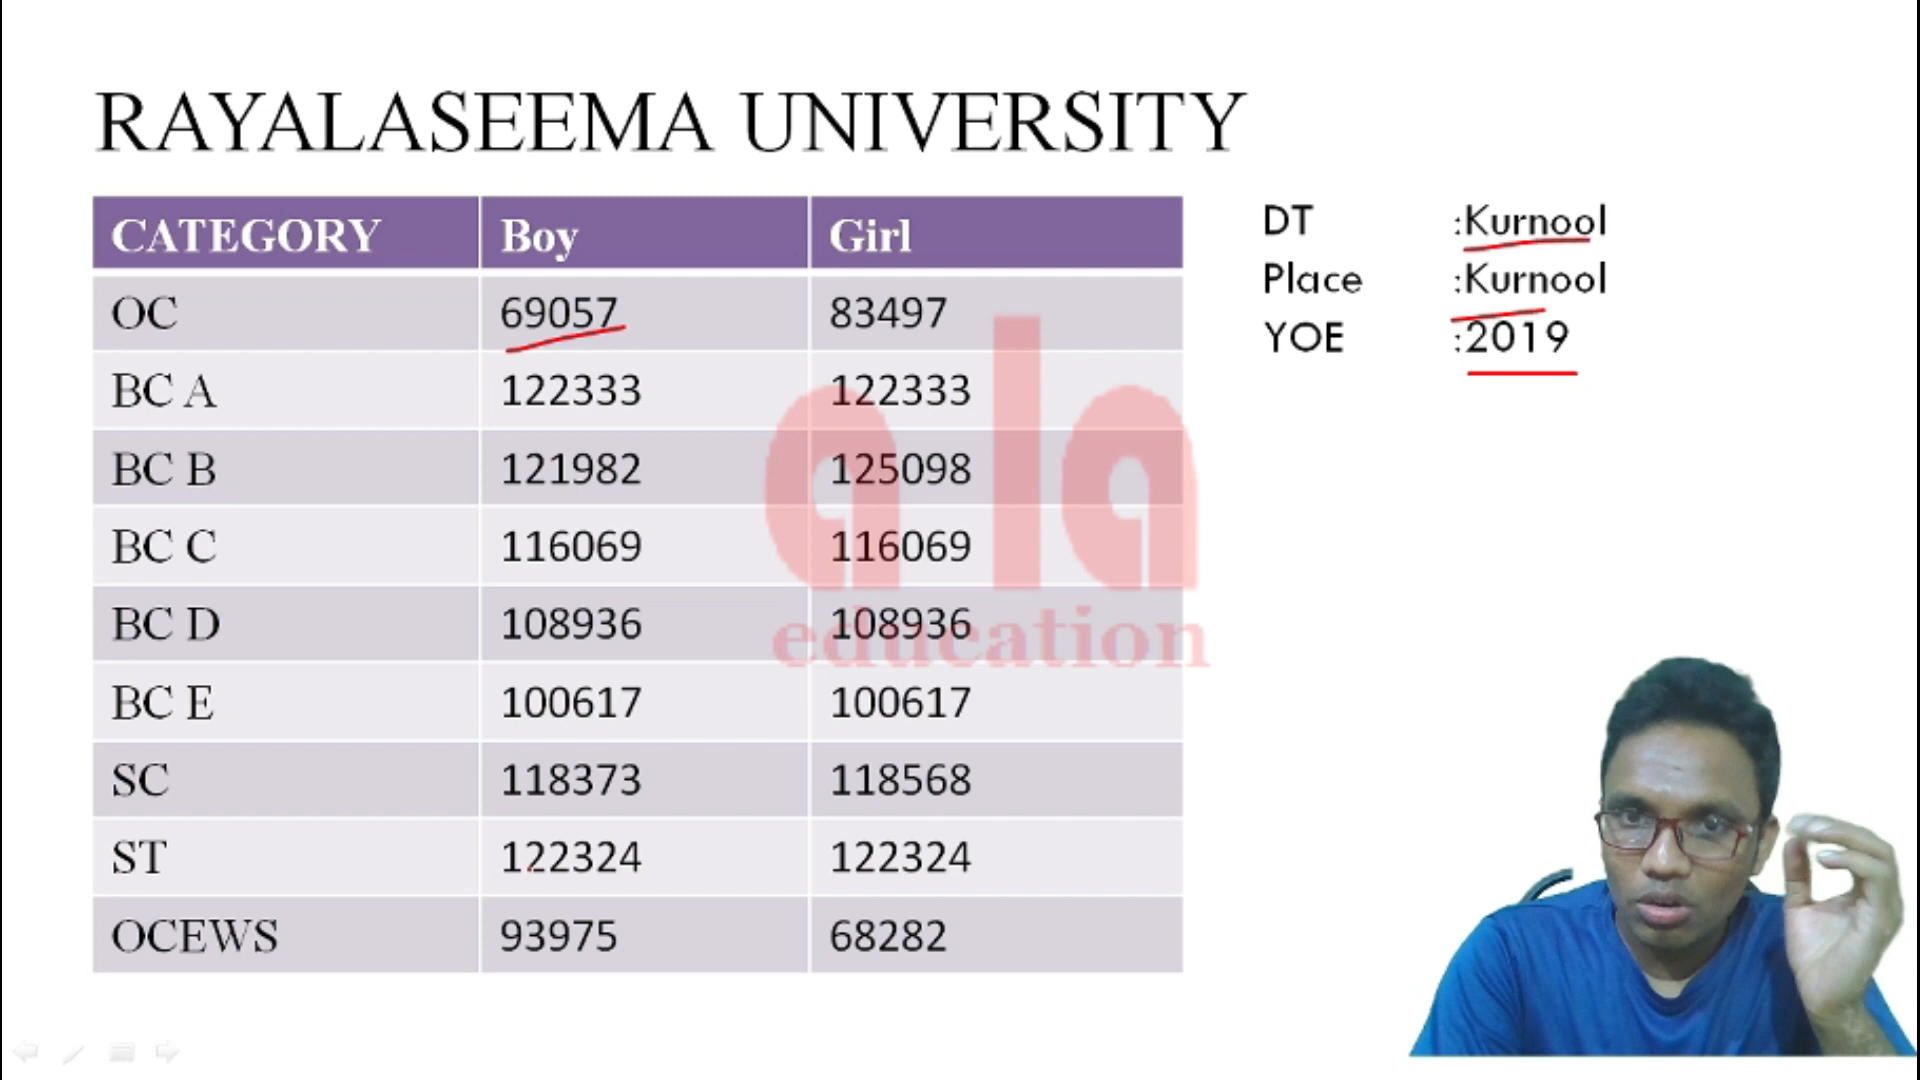 RAYALASEEMA UNIVERSITY
CATEGORY Boy Girl
OC 69057 83497
BC A 122333 122333
BC B 121982 125098
BC C 116069 116069
BC D 108936 108936
BC E 100617 100617
SC 118373 118568
ST 122324 122324
OCEWS 93975 68282
DT :Kurnool
Place :Kurnool
YOE :2019
ala
education